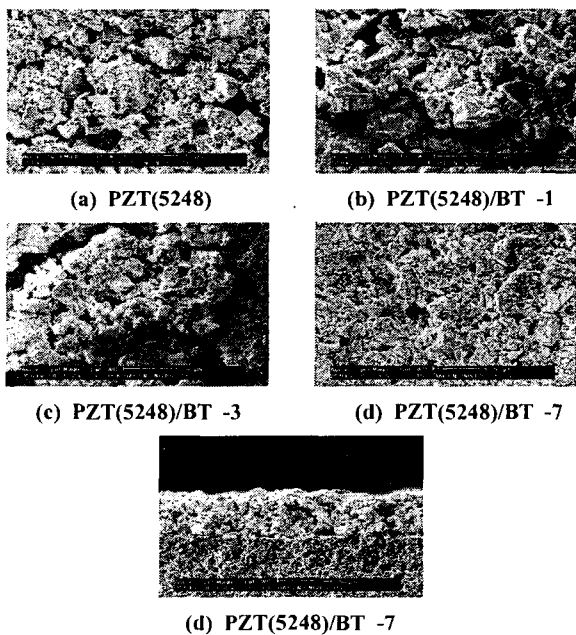 (a) PZT(5248)
(b) PZT(5248)/BT -1
(c) PZT(5248)/BT -3
(d) PZT(5248)/BT -7
(d) PZT(5248)/BT -7